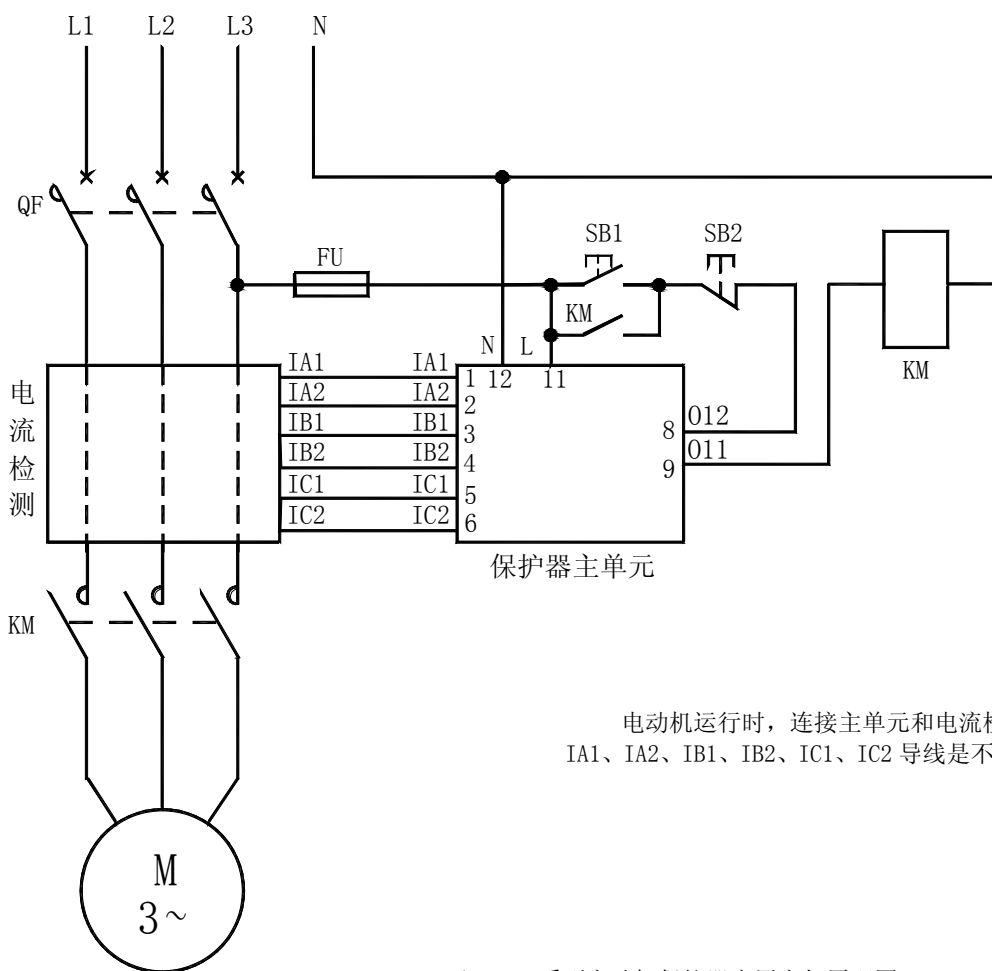 L1 L2 L3 N
QF
FU
SB1 SB2
KM
KM
N L
12 11
电流检测
IA1 IA1 1
IA2 IA2 2
IB1 IB1 3
IB2 IB2 4
IC1 IC1 5
IC2 IC2 6
8 O12
9 O11
保护器主单元
KM
电动机运行时，连接主单元和电流检
IA1、IA2、IB1、IB2、IC1、IC2 导线是不
M
3~